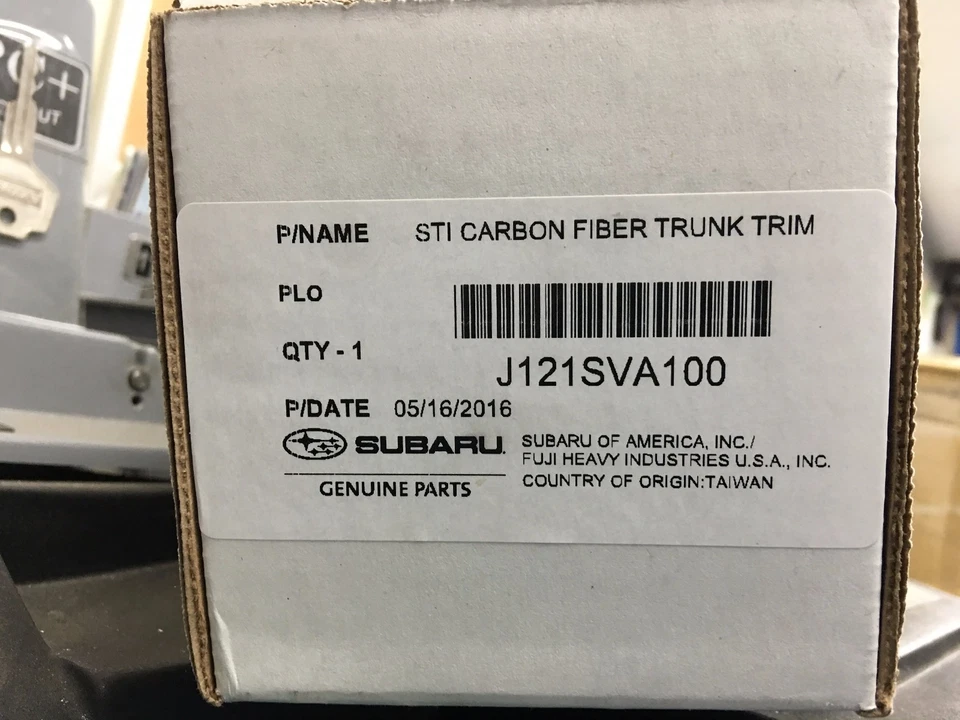 P/NAME STI CARBON FIBER TRUNK TRIM
PLO
QTY - 1
J121SVA100
P/DATE 05/16/2016
SUBARU.
GENUINE PARTS
SUBARU OF AMERICA, INC./
FUJI HEAVY INDUSTRIES U.S.A., INC.
COUNTRY OF ORIGIN:TAIWAN